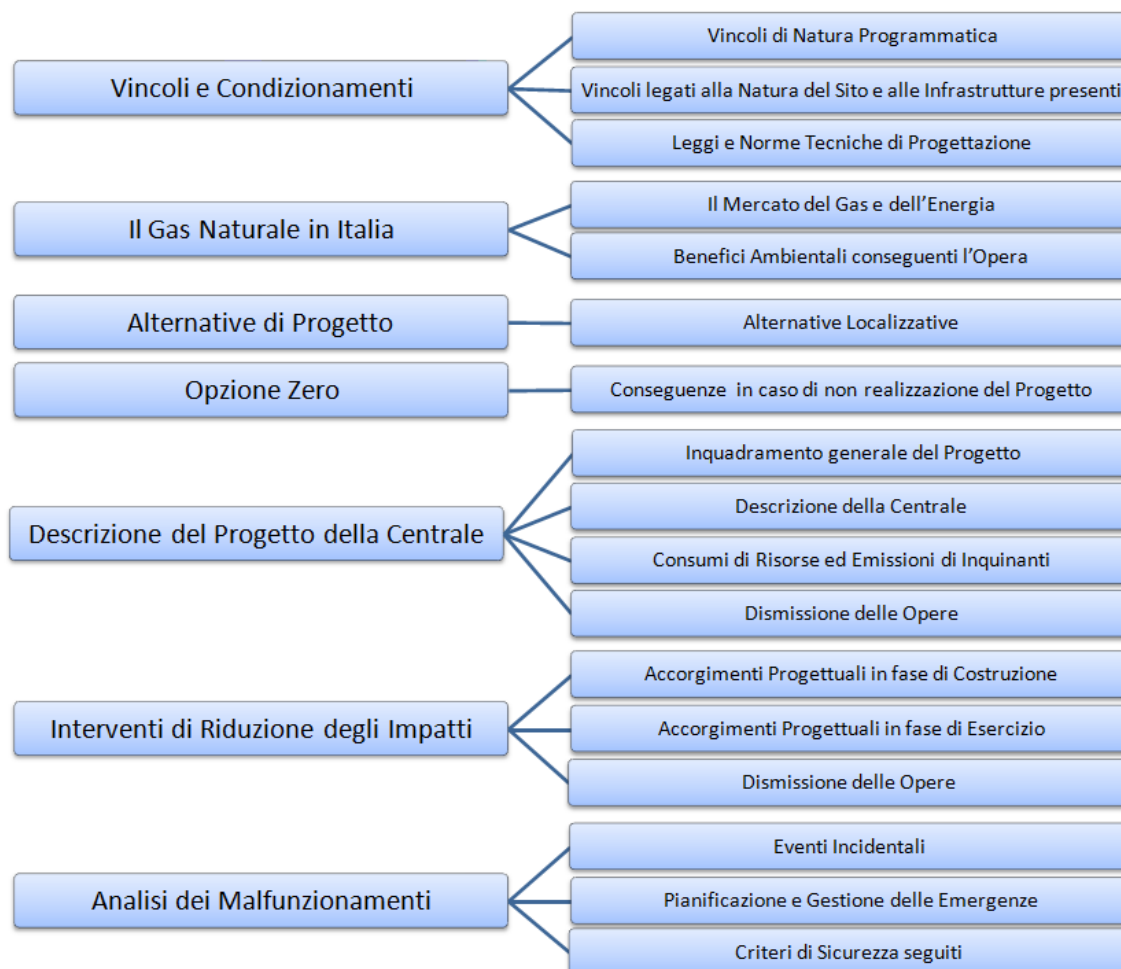 Vincoli e Condizionamenti
Vincoli di Natura Programmatica
Vincoli legati alla Natura del Sito e alle Infrastrutture presenti
Leggi e Norme Tecniche di Progettazione
Il Gas Naturale in Italia
Il Mercato del Gas e dell'Energia
Benefici Ambientali conseguenti l'Opera
Alternative di Progetto
Alternative Localizzative
Opzione Zero
Conseguenze in caso di non realizzazione del Progetto
Descrizione del Progetto della Centrale
Inquadramento generale del Progetto
Descrizione della Centrale
Consumi di Risorse ed Emissioni di Inquinanti
Dismissione delle Opere
Interventi di Riduzione degli Impatti
Accorgimenti Progettuali in fase di Costruzione
Accorgimenti Progettuali in fase di Esercizio
Dismissione delle Opere
Analisi dei Malfunzionamenti
Eventi Incidentali
Pianificazione e Gestione delle Emergenze
Criteri di Sicurezza seguiti